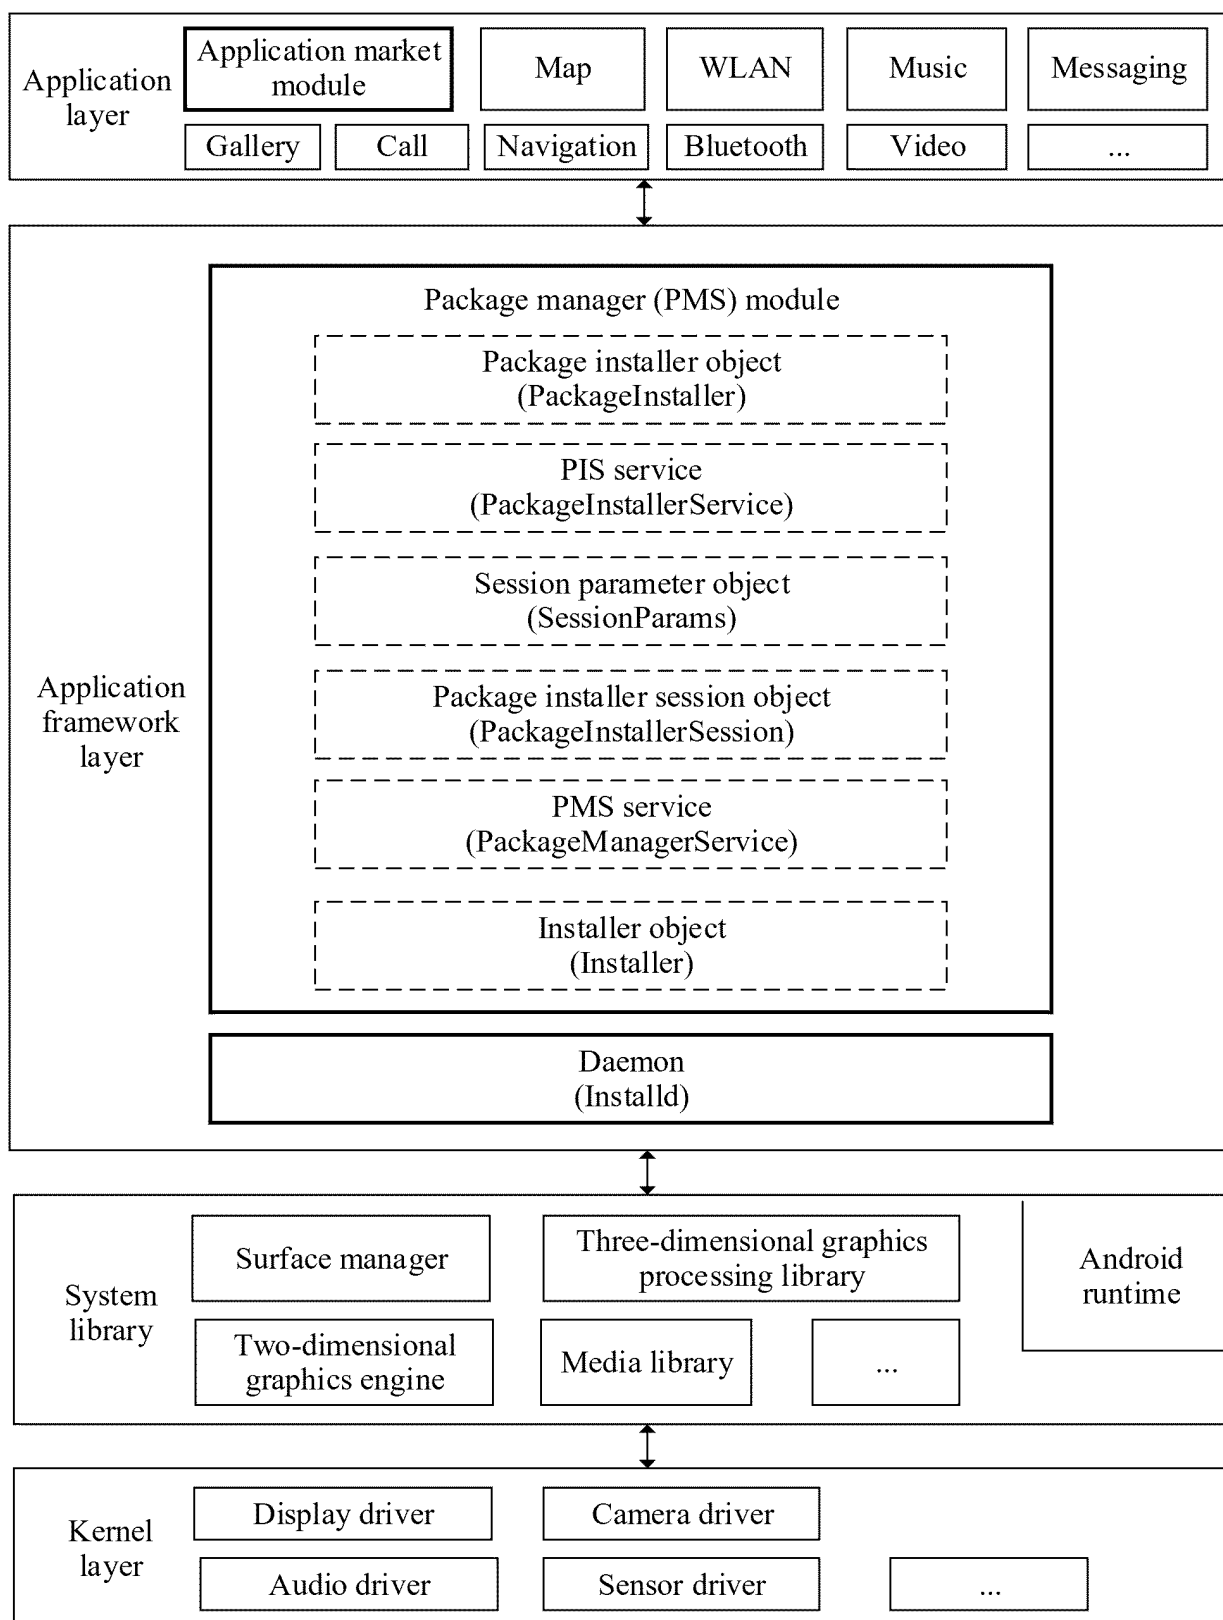 Application layer
Application market
module
Map
WLAN
Music
Messaging
Gallery
Call
Navigation
Bluetooth
Video
...
Application
framework
layer
Package manager (PMS) module
Package installer object
(PackageInstaller)
PIS service
(PackageInstallerService)
Session parameter object
(SessionParams)
Package installer session object
(PackageInstallerSession)
PMS service
(PackageManagerService)
Installer object
(Installer)
Daemon
(Installd)
System
library
Surface manager
Three-dimensional graphics
processing library
Android
runtime
Two-dimensional
graphics engine
Media library
...
Kernel
layer
Display driver
Camera driver
Audio driver
Sensor driver
...